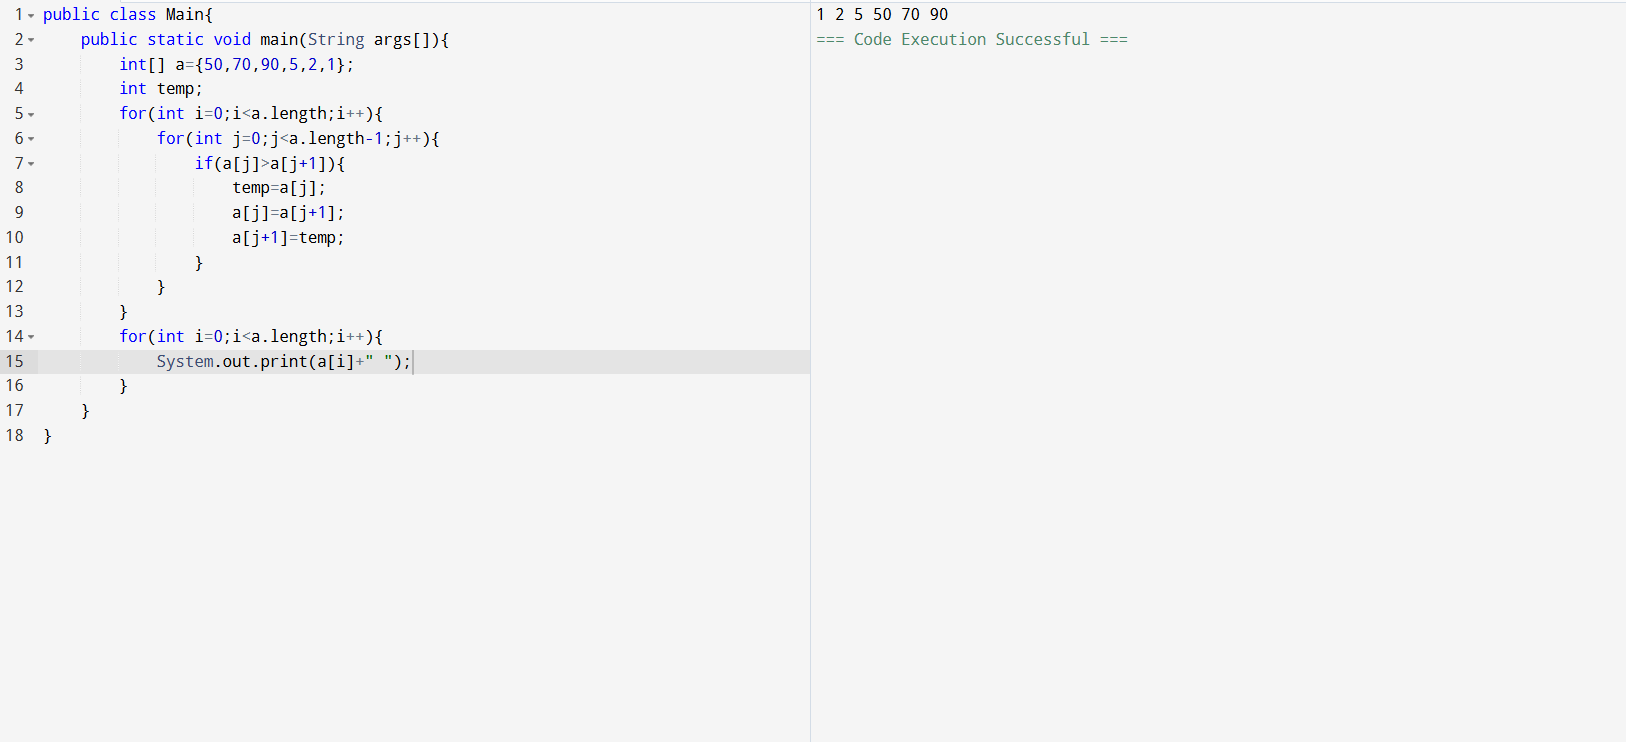 1 public class Main{
2     public static void main(String args[]){
3         int[] a={50,70,90,5,2,1};
4         int temp;
5         for(int i=0;i<a.length;i++){
6             for(int j=0;j<a.length-1;j++){
7                 if(a[j]>a[j+1]){
8                     temp=a[j];
9                     a[j]=a[j+1];
10                     a[j+1]=temp;
11                 }
12             }
13         }
14         for(int i=0;i<a.length;i++){
15             System.out.print(a[i]+" ");
16         }
17     }
18 }
1 2 5 50 70 90
=== Code Execution Successful ===